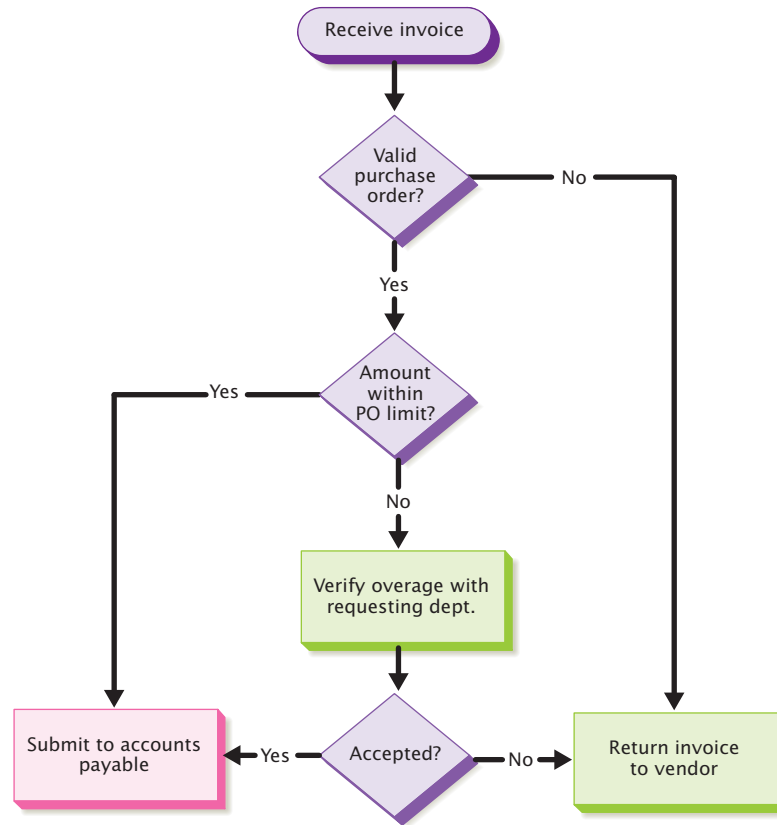 Receive invoice
Valid
purchase
order?
No
Yes
Amount
within
PO limit?
Yes
No
Verify overage with
requesting dept.
Submit to accounts
payable
Yes
Accepted?
No
Return invoice
to vendor